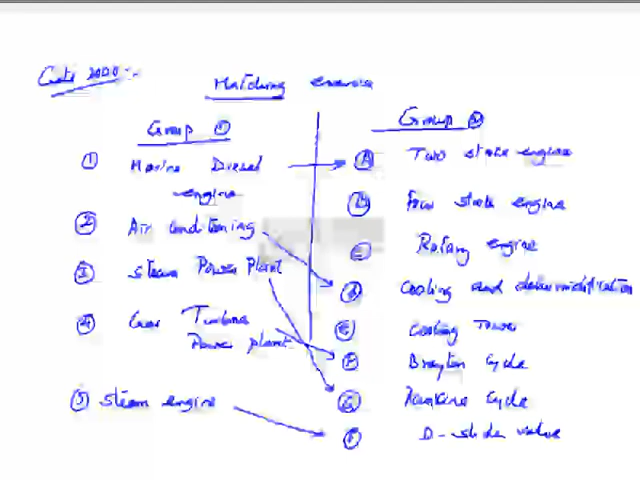 Gate 2000:-
Matching exercise
Group ①
① Marine Diesel engine
② Air conditioning
③ Steam Power Plant
④ Gas Turbine Power plant
⑤ Steam engine
Group ②
Ⓐ Two stroke engine
Ⓑ Four stroke engine
Ⓒ Rotary engine
Ⓓ Cooling and dehumidification
Ⓔ Cooling Tower
Ⓕ Brayton Cycle
Ⓖ Rankine Cycle
D-slide valve